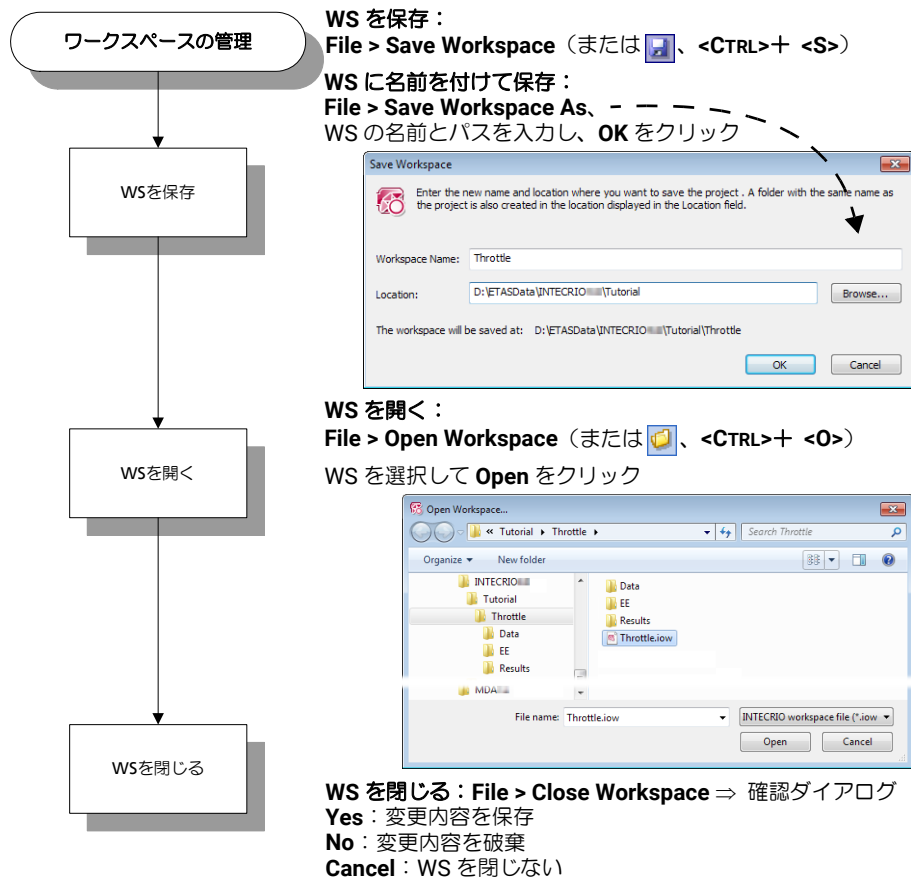 ワークスペースの管理
WSを保存
WSを開く
WSを閉じる
WS を保存：
File > Save Workspace（または 、<CTRL>＋ <S>）
WS に名前を付けて保存：
File > Save Workspace As、
WS の名前とパスを入力し、OK をクリック
Save Workspace
Enter the new name and location where you want to save the project . A folder with the same name as
the project is also created in the location displayed in the Location field.
Workspace Name: Throttle
Location: D:\ETASData\INTECRIO \Tutorial
Browse...
The workspace will be saved at: D:\ETASData\INTECRIO \Tutorial\Throttle
OK Cancel
WS を開く：
File > Open Workspace（または 、<CTRL>＋ <O>）
WS を選択して Open をクリック
Open Workspace...
« Tutorial Throttle Search Throttle
Organize New folder
INTECRIO
Tutorial
Throttle
Data
EE
Results
MDA
Data
EE
Results
Throttle.iow
File name: Throttle.iow INTECRIO workspace file (*.iow
Open Cancel
WS を閉じる：File > Close Workspace ⇒ 確認ダイアログ
Yes：変更内容を保存
No：変更内容を破棄
Cancel：WS を閉じない